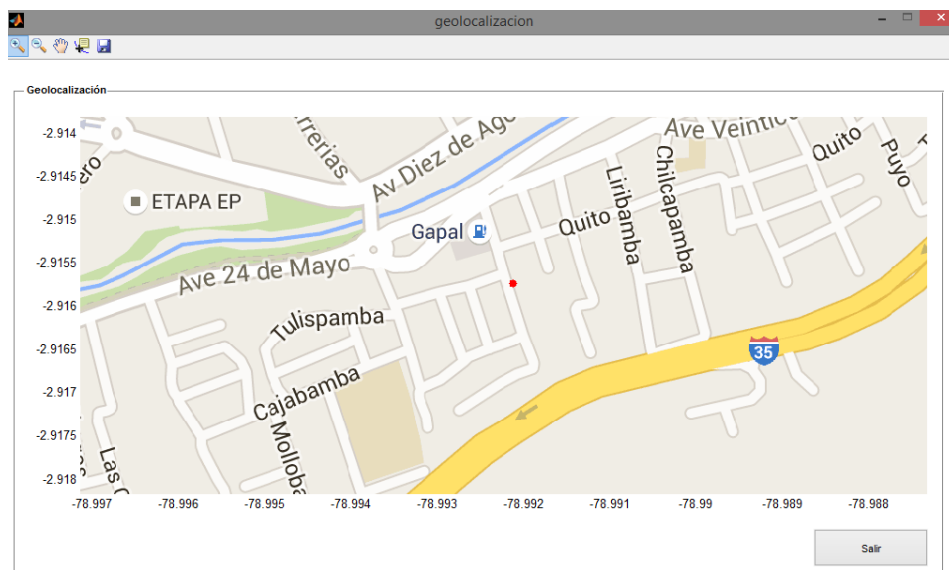 geolocalizacion
Geolocalización
-2.914
-2.9145
-2.915
-2.9155
-2.916
-2.9165
-2.917
-2.9175
-2.918
Av Diez de Ago
Ave Veintio
Quito
Puyo
ETAPA EP
Liribamba
Chilcapamba
Gapal
Quito
Ave 24 de Mayo
Tulispamba
35
Cajabamba
Molloba
Las
-78.997
-78.996
-78.995
-78.994
-78.993
-78.992
-78.991
-78.99
-78.989
-78.988
Salir